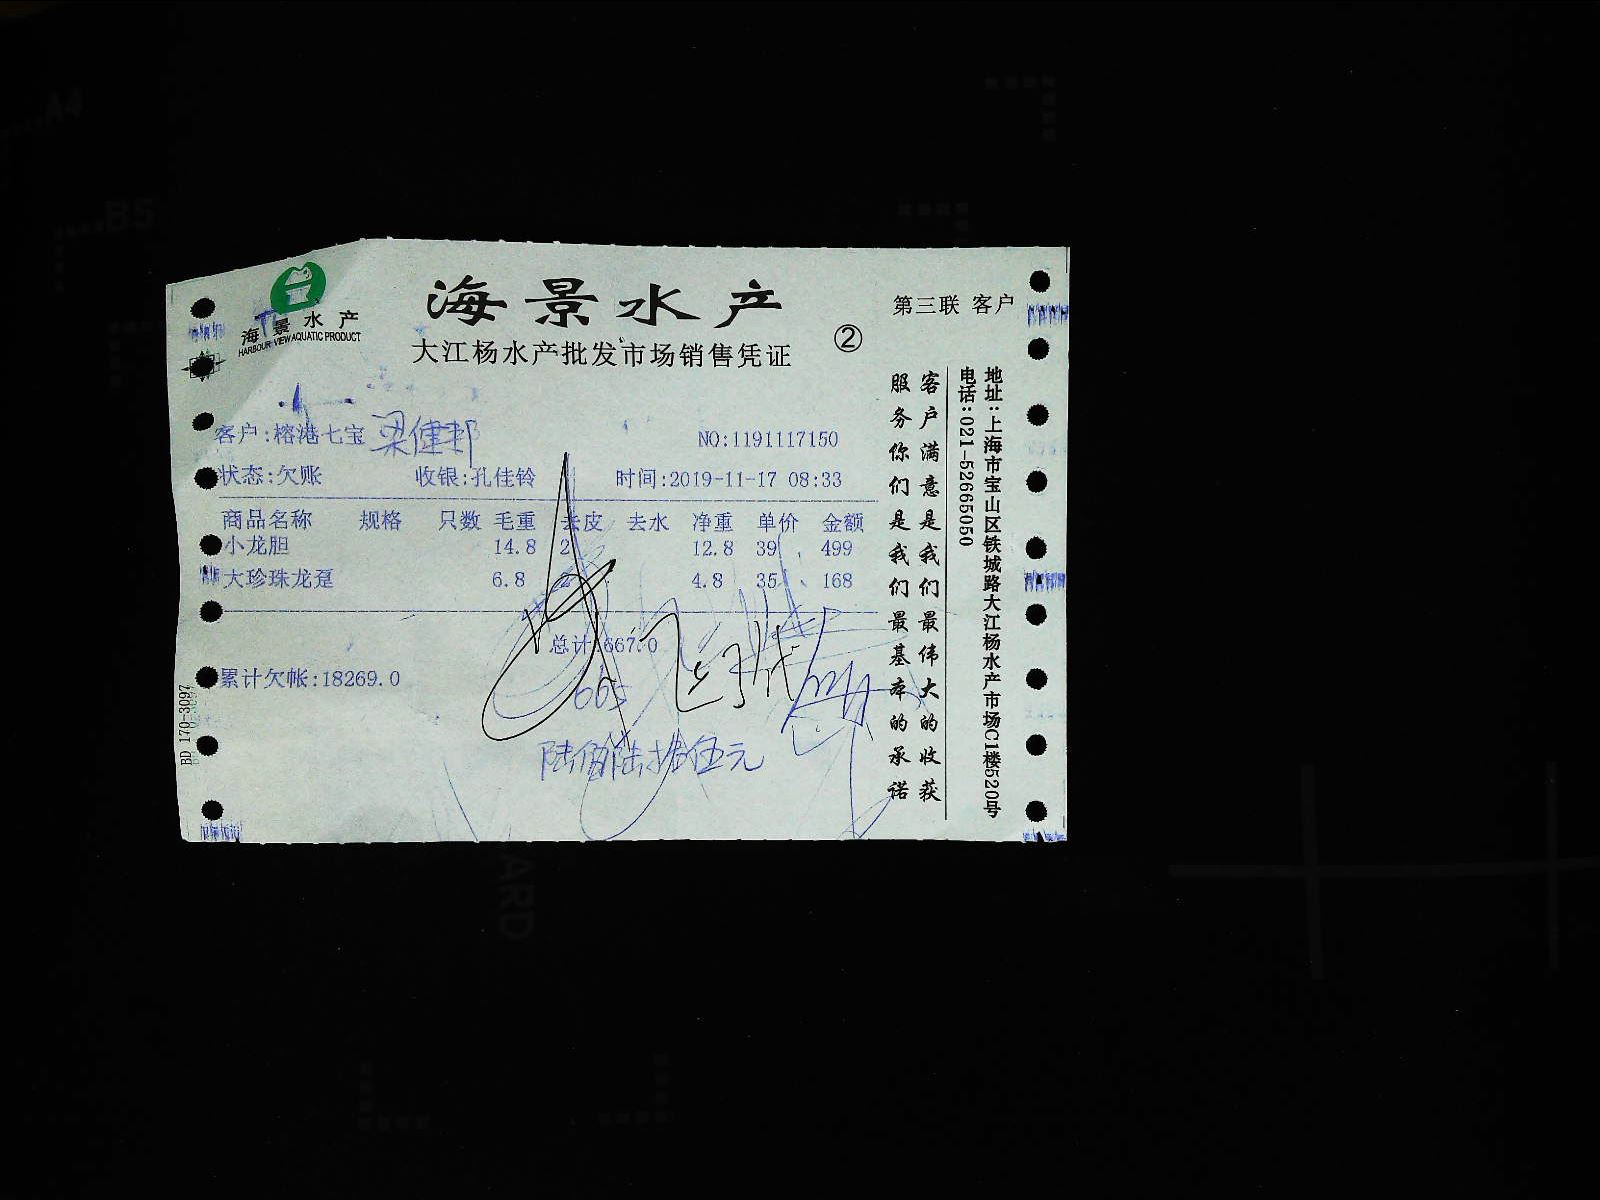 海景水产
HARBOUR VIEW AQUATIC PRODUCT
海景水产
大江杨水产批发市场销售凭证
②
第三联 客户
客户:榕港七宝 梁健邦
NO:1191117150
状态:欠账 收银:孔佳铃 时间:2019-11-17 08:33
商品名称 规格 只数 毛重 去皮 去水 净重 单价 金额
小龙胆 14.8 2 12.8 39 499
大珍珠龙趸 6.8 2 4.8 35 168
总计:667.0
累计欠帐:18269.0
665
陆佰陆拾伍元
客户满意是我们最伟大的收获
服务你们是我们最基本的承诺
地址:上海市宝山区铁城路大江杨水产市场C1楼520号
电话:021-52665050
BD 170-3097
A4
B5
ARD